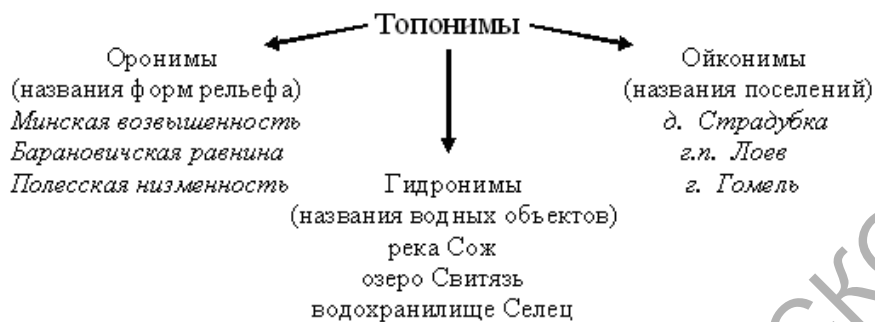 Топонимы
Оронимы
(названия форм рельефа)
Минская возвышенность
Барановичская равнина
Полесская низменность
Гидронимы
(названия водных объектов)
река Сож
озеро Свитязь
водохранилище Селец
Ойконимы
(названия поселений)
д. Страдубка
г.п. Лоев
г. Гомель